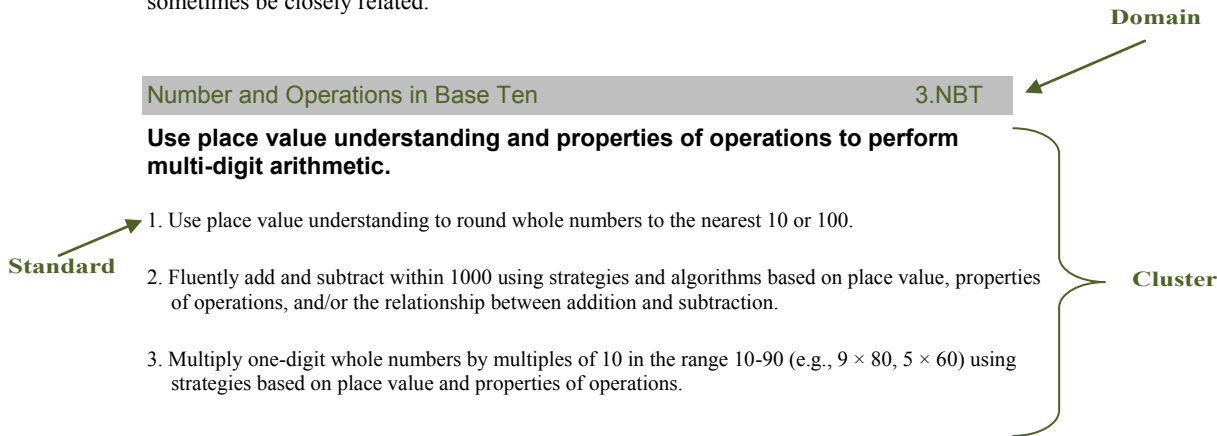 sometimes be closely related.
Domain
Number and Operations in Base Ten 3.NBT
Use place value understanding and properties of operations to perform
multi-digit arithmetic.
1. Use place value understanding to round whole numbers to the nearest 10 or 100.
Standard
2. Fluently add and subtract within 1000 using strategies and algorithms based on place value, properties
of operations, and/or the relationship between addition and subtraction.
Cluster
3. Multiply one-digit whole numbers by multiples of 10 in the range 10-90 (e.g., 9 × 80, 5 × 60) using
strategies based on place value and properties of operations.